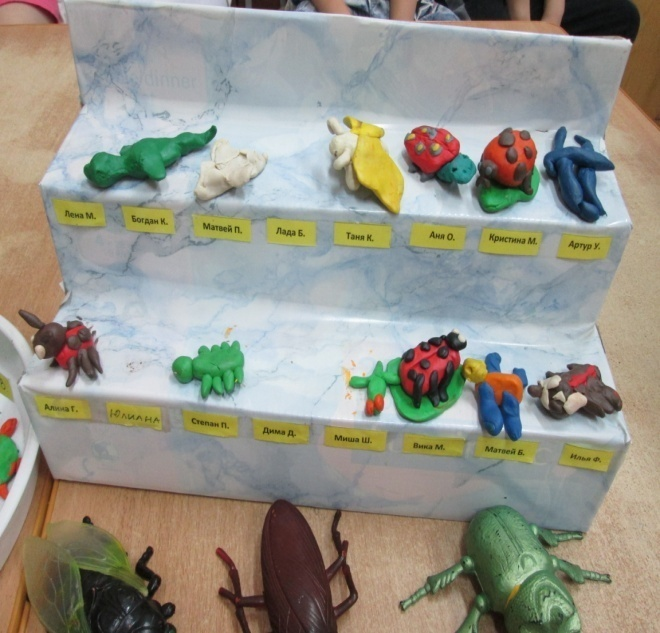 Лена М.
Богдан К.
Матвей П.
Лада Б.
Таня К.
Аня О.
Кристина М.
Артур У.
Алина Г.
Юлиана
Степан П.
Дима Д.
Миша Ш.
Вика М.
Матвей Б.
Илья Ф.